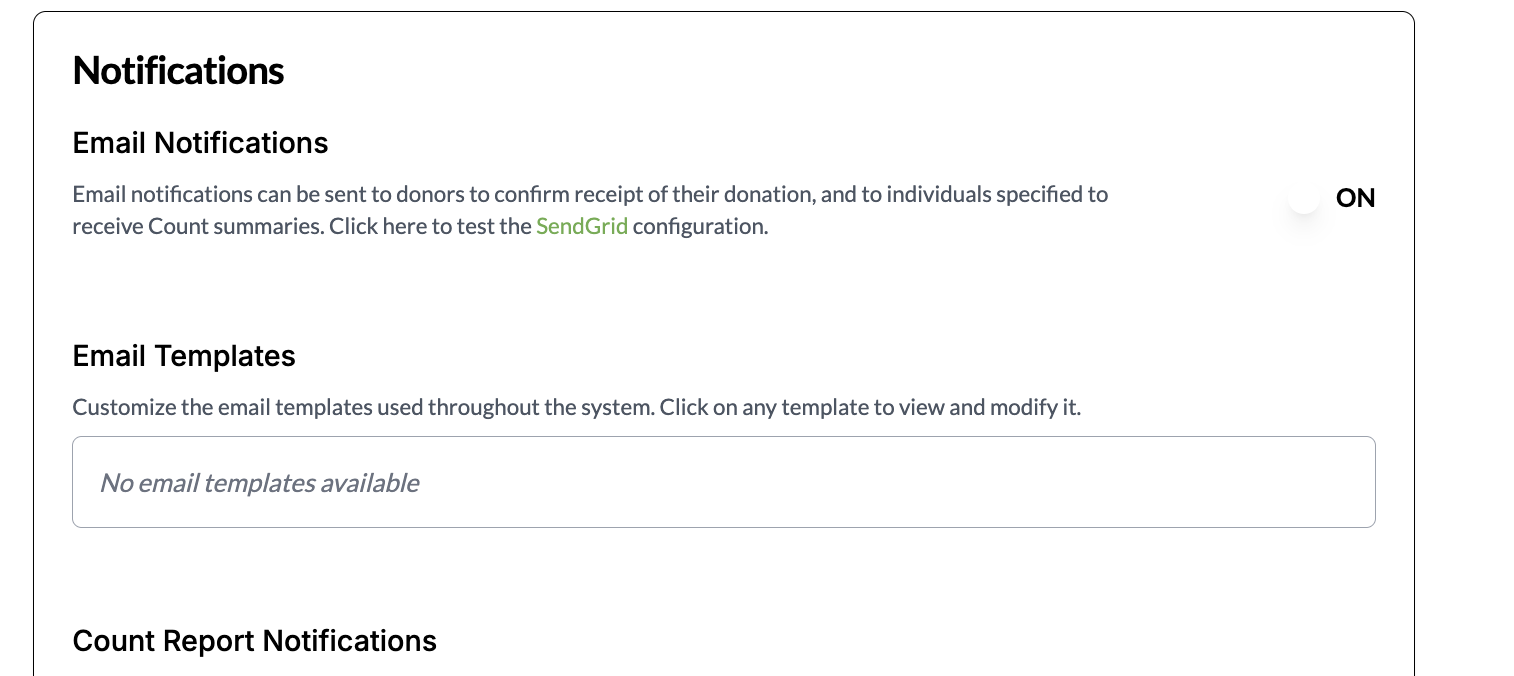 Notifications
Email Notifications
Email notifications can be sent to donors to confirm receipt of their donation, and to individuals specified to
receive Count summaries. Click here to test the SendGrid configuration.
ON
Email Templates
Customize the email templates used throughout the system. Click on any template to view and modify it.
No email templates available
Count Report Notifications